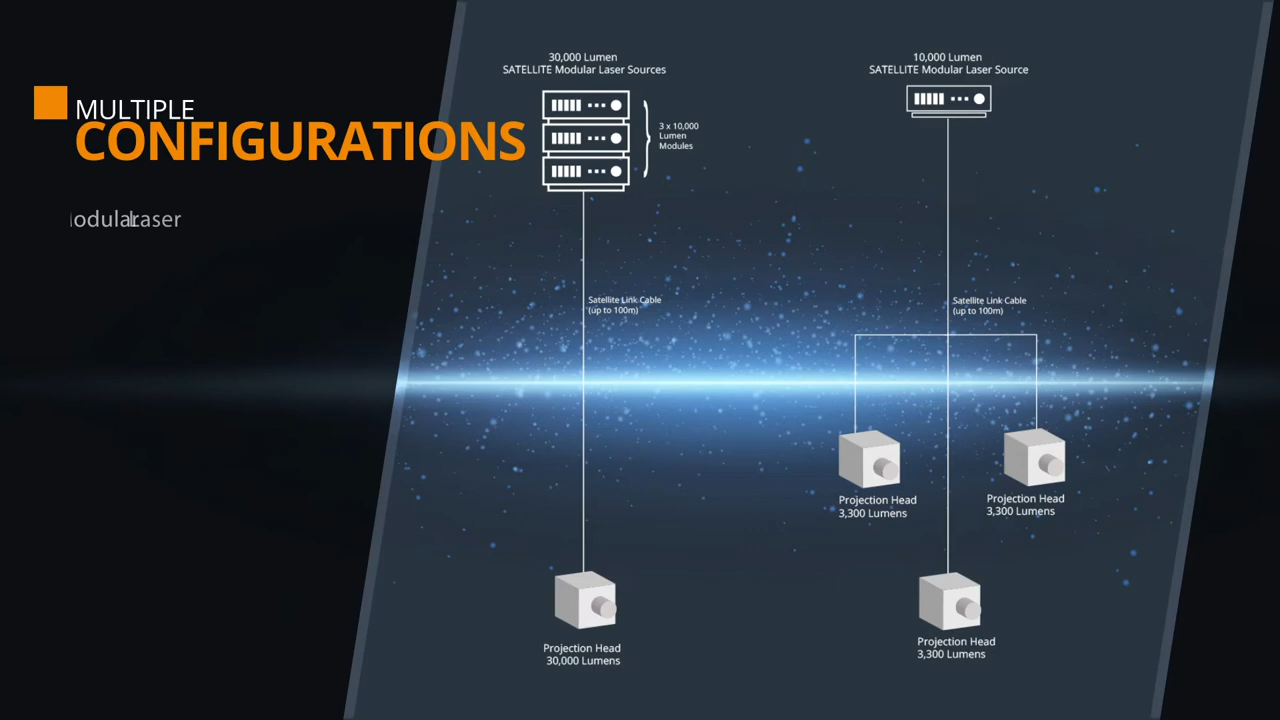 MULTIPLE
CONFIGURATIONS
Laser
30,000 Lumen
SATELLITE Modular Laser Sources
3 x 10,000
Lumen
Modules
Satellite Link Cable
(up to 100m)
Projection Head
30,000 Lumens
10,000 Lumen
SATELLITE Modular Laser Source
Satellite Link Cable
(up to 100m)
Projection Head
3,300 Lumens
Projection Head
3,300 Lumens
Projection Head
3,300 Lumens